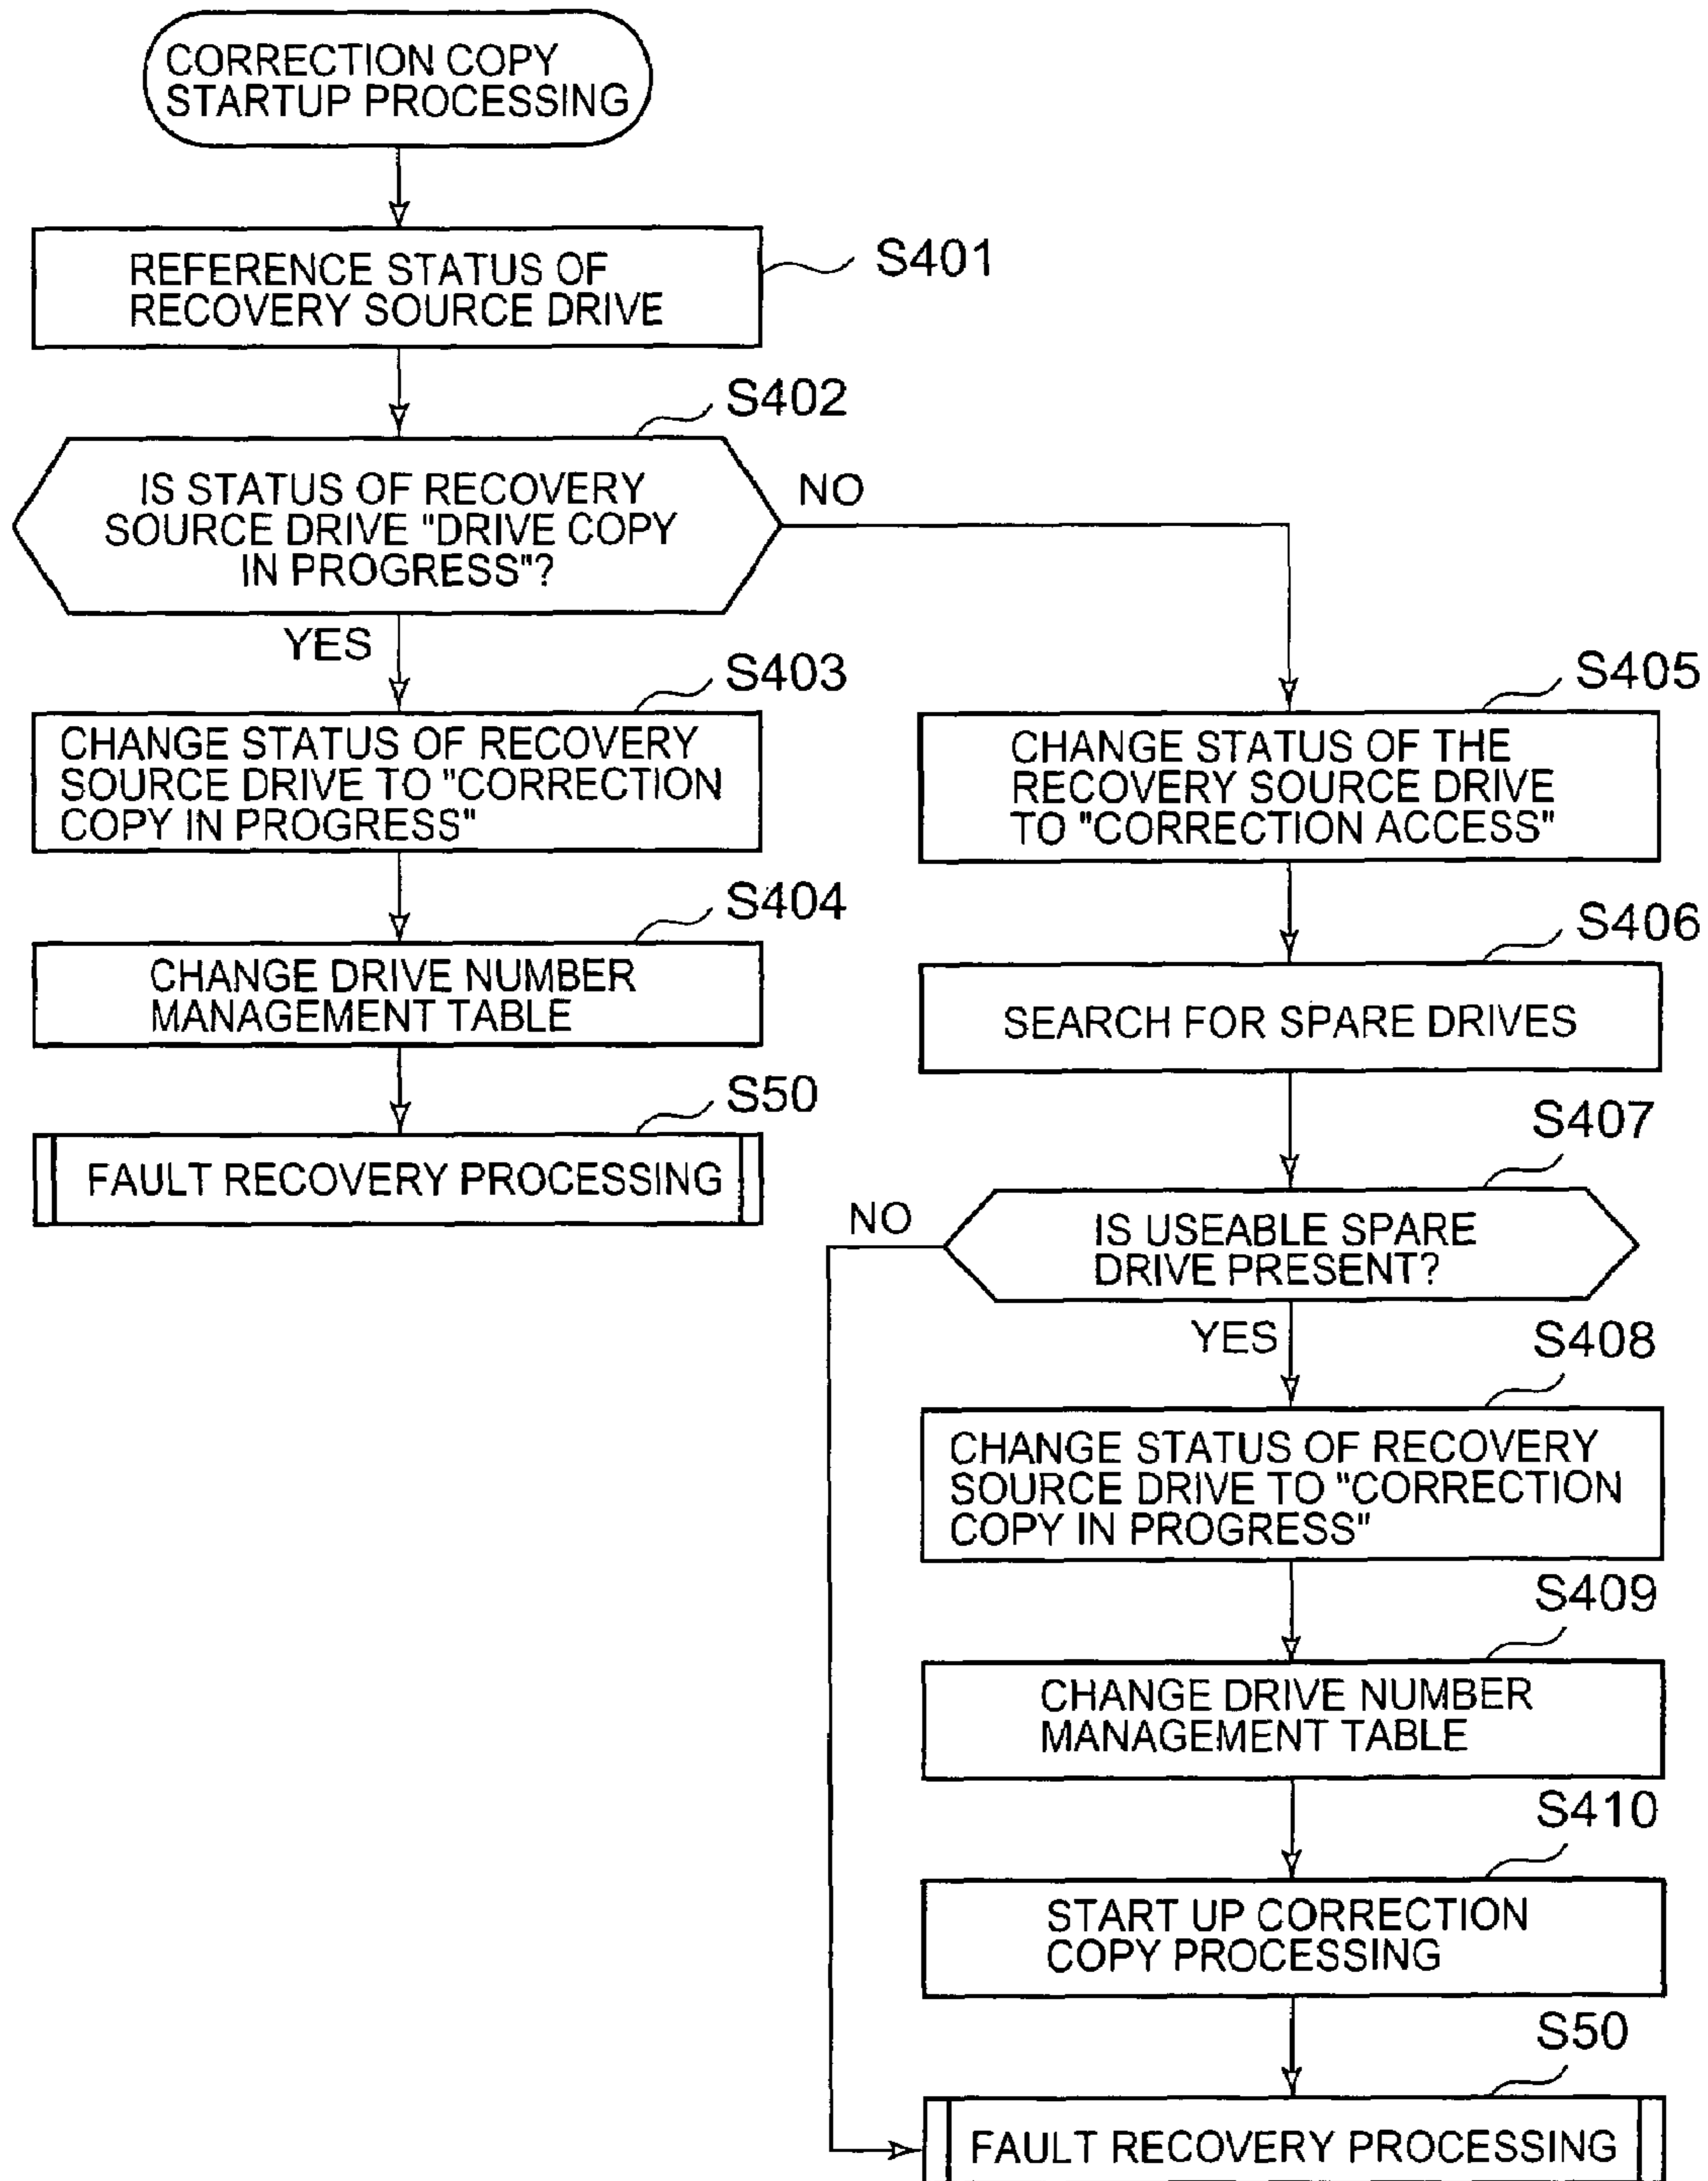 CORRECTION COPY
STARTUP PROCESSING
REFERENCE STATUS OF
RECOVERY SOURCE DRIVE
S401
S402
IS STATUS OF RECOVERY
SOURCE DRIVE "DRIVE COPY
IN PROGRESS"?
NO
YES
S403
CHANGE STATUS OF RECOVERY
SOURCE DRIVE TO "CORRECTION
COPY IN PROGRESS"
S404
CHANGE DRIVE NUMBER
MANAGEMENT TABLE
S50
FAULT RECOVERY PROCESSING
S405
CHANGE STATUS OF THE
RECOVERY SOURCE DRIVE
TO "CORRECTION ACCESS"
S406
SEARCH FOR SPARE DRIVES
S407
NO
IS USEABLE SPARE
DRIVE PRESENT?
YES
S408
CHANGE STATUS OF RECOVERY
SOURCE DRIVE TO "CORRECTION
COPY IN PROGRESS"
S409
CHANGE DRIVE NUMBER
MANAGEMENT TABLE
S410
START UP CORRECTION
COPY PROCESSING
S50
FAULT RECOVERY PROCESSING